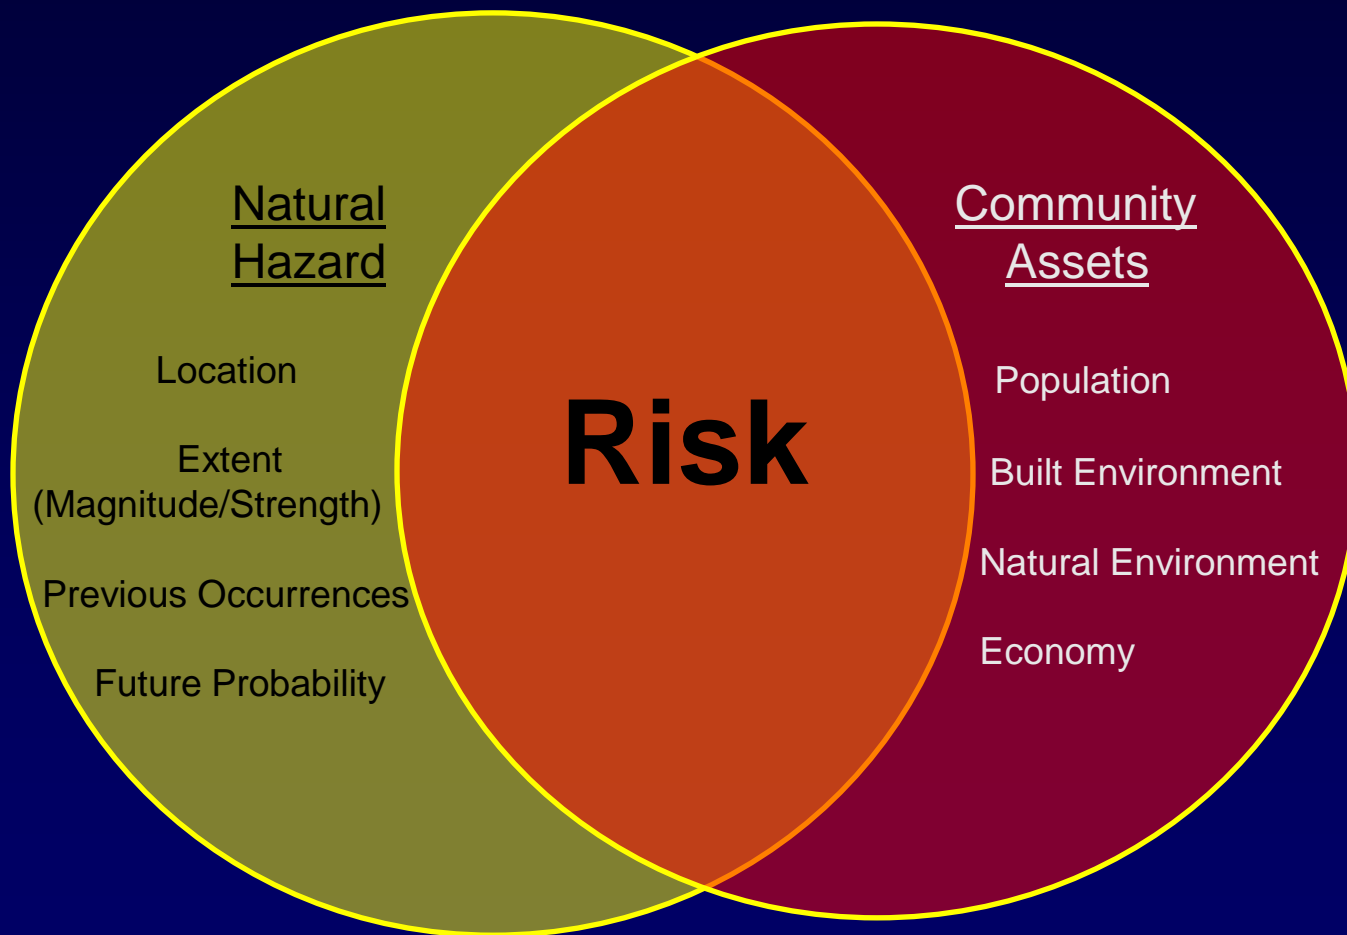 Natural
Hazard
Location
Extent
(Magnitude/Strength)
Previous Occurrences
Future Probability
Risk
Community
Assets
Population
Built Environment
Natural Environment
Economy